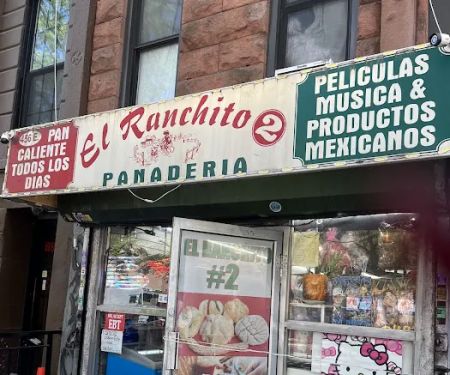 456 E
PAN
CALIENTE
TODOS LOS
DIAS
El Ranchito 2
PANADERIA
PELICULAS
MUSICA &
PRODUCTOS
MEXICANOS
EL RANCHITO
#2
EBT